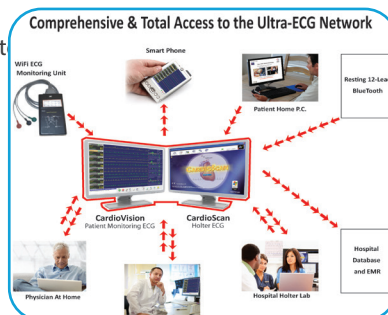 Comprehensive & Total Access to the Ultra-ECG Network
WiFi ECG
Monitoring Unit
Smart Phone
Patient Home P.C.
Resting 12-Lead
BlueTooth
CardioVision
Patient Monitoring ECG
CardioScan
Holter ECG
Physician At Home
Hospital Holter Lab
Hospital
Database
and EMR